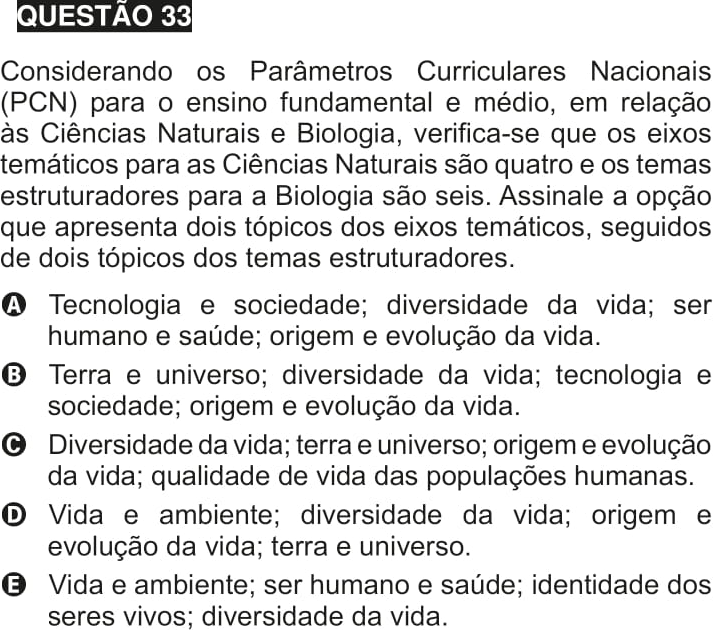 QUESTÃO 33
Considerando os Parâmetros Curriculares Nacionais
(PCN) para o ensino fundamental e médio, em relação
às Ciências Naturais e Biologia, verifica-se que os eixos
temáticos para as Ciências Naturais são quatro e os temas
estruturadores para a Biologia são seis. Assinale a opção
que apresenta dois tópicos dos eixos temáticos, seguidos
de dois tópicos dos temas estruturadores.
A Tecnologia e sociedade; diversidade da vida; ser
humano e saúde; origem e evolução da vida.
B Terra e universo; diversidade da vida; tecnologia e
sociedade; origem e evolução da vida.
C Diversidade da vida; terra e universo; origem e evolução
da vida; qualidade de vida das populações humanas.
D Vida e ambiente; diversidade da vida; origem e
evolução da vida; terra e universo.
E Vida e ambiente; ser humano e saúde; identidade dos
seres vivos; diversidade da vida.